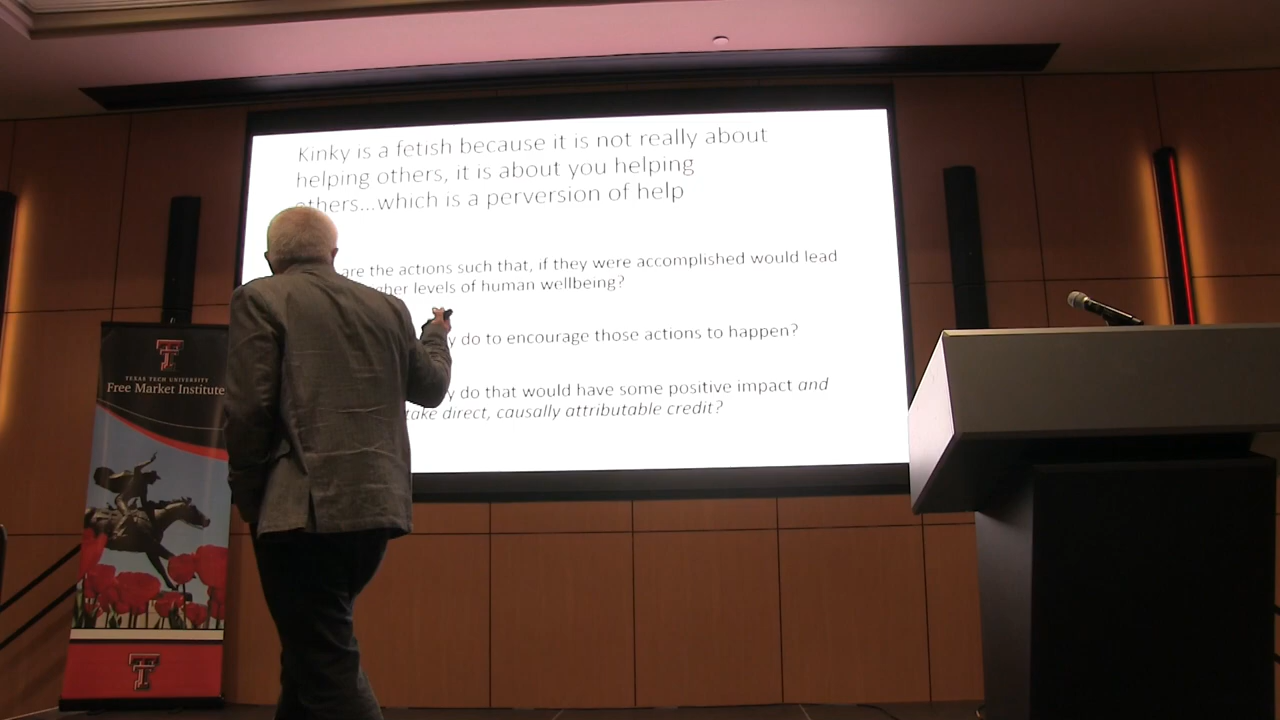 Kinky is a fetish because it is not really about
helping others, it is about you helping
others...which is a perversion of help
are the actions such that, if they were accomplished would lead
levels of human wellbeing?
do to encourage those actions to happen?
do that would have some positive impact and
take direct, causally attributable credit?
TEXAS TECH UNIVERSITY
Free Market Institute